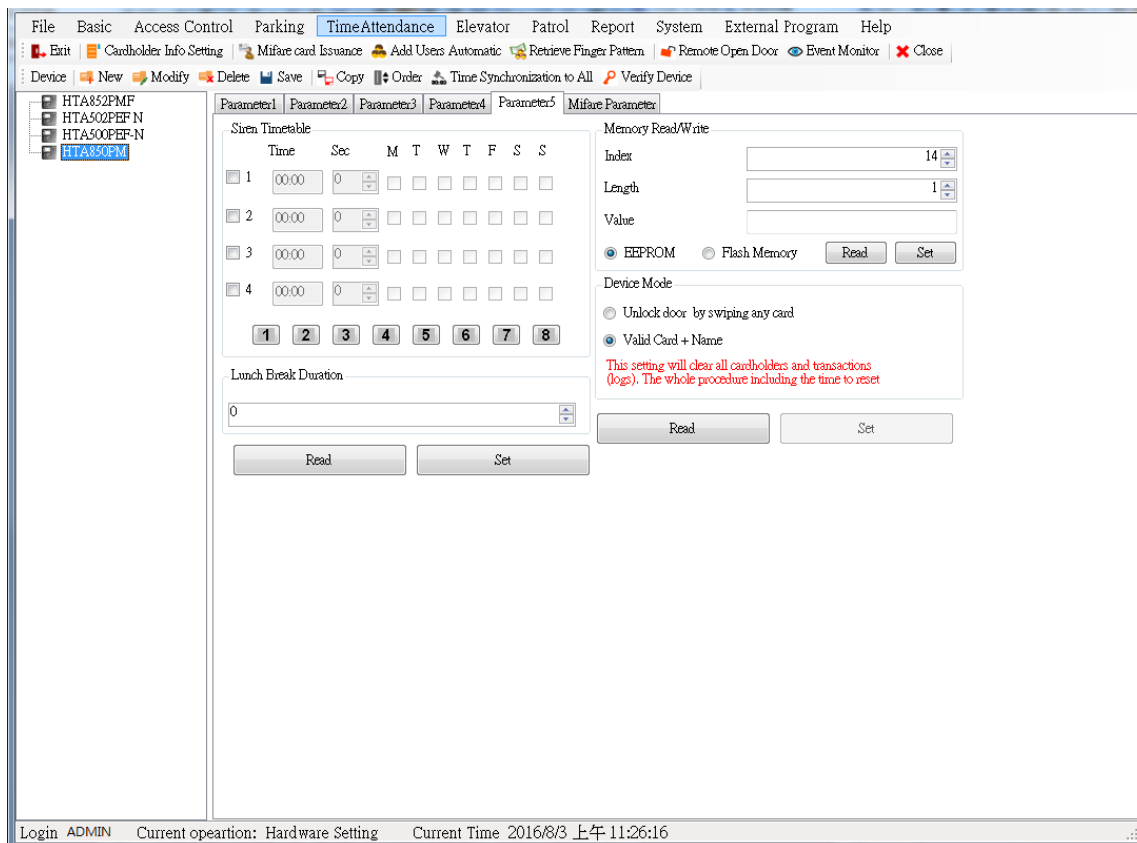 File Basic Access Control Parking TimeAttendance Elevator Patrol Report System External Program Help
Exit Cardholder Info Setting Mifare card Issuance Add Users Automatic Retrieve Finger Pattern Remote Open Door Event Monitor Close
Device New Modify Delete Save Copy Order Time Synchronization to All Verify Device
HTA852PMF
HTA502PEF N
HTA500PEF-N
HTA850PM
Parameter1 Parameter2 Parameter3 Parameter4 Parameter5 Mifare Parameter
Siren Timetable
Time Sec M T W T F S S
1 00:00 0
2 00:00 0
3 00:00 0
4 00:00 0
1 2 3 4 5 6 7 8
Lunch Break Duration
0
Read Set
Memory Read/Write
Index 14
Length 1
Value
EEPROM Flash Memory Read Set
Device Mode
Unlock door by swiping any card
Valid Card + Name
This setting will clear all cardholders and transactions
(logs). The whole procedure including the time to reset
Read Set
Login ADMIN Current opeartion: Hardware Setting Current Time 2016/8/3 上午 11:26:16